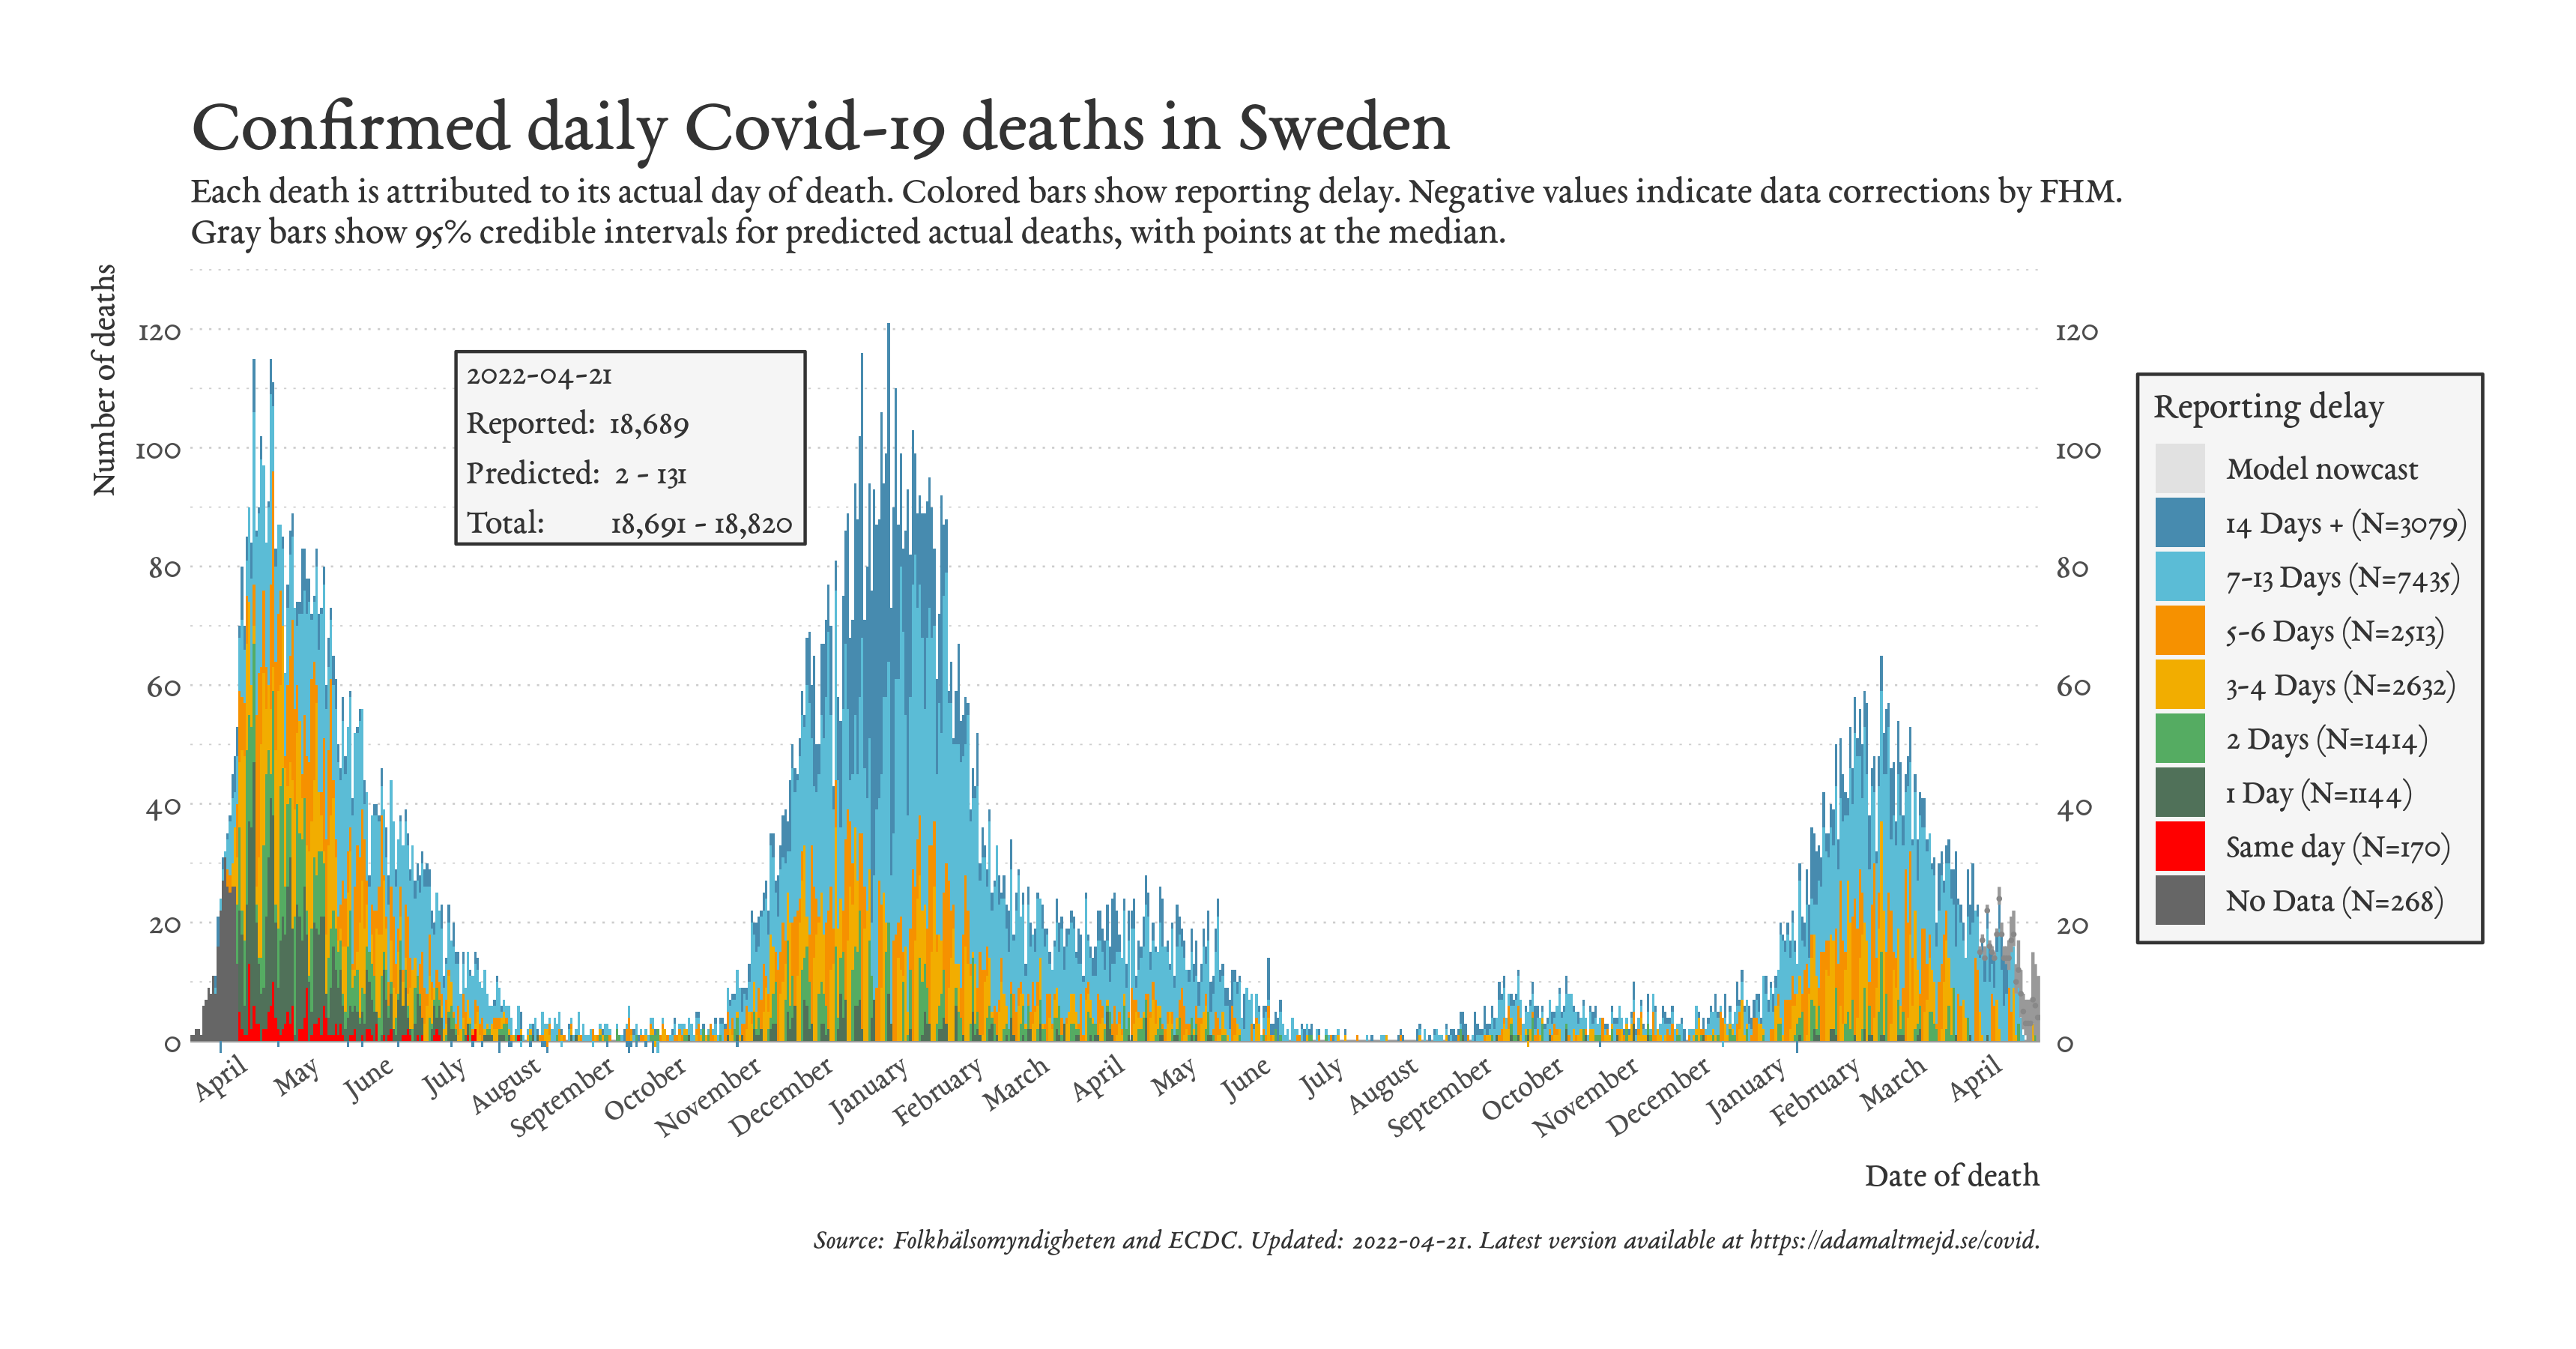 Confirmed daily Covid-19 deaths in Sweden
Each death is attributed to its actual day of death. Colored bars show reporting delay. Negative values indicate data corrections by FHM.
Gray bars show 95% credible intervals for predicted actual deaths, with points at the median.
Number of deaths
120
100
80
60
40
20
0
2022-04-21
Reported: 18,689
Predicted: 2 - 131
Total: 18,691 - 18,820
120
100
80
60
40
20
0
Reporting delay
Model nowcast
14 Days + (N=3079)
7-13 Days (N=7435)
5-6 Days (N=2513)
3-4 Days (N=2632)
2 Days (N=1414)
1 Day (N=1144)
Same day (N=170)
No Data (N=268)
April
May
June
July
August
September
October
November
December
January
February
March
April
May
June
July
August
September
October
November
December
January
February
March
April
Date of death
Source: Folkhälsomyndigheten and ECDC. Updated: 2022-04-21. Latest version available at https://adamaltmejd.se/covid.